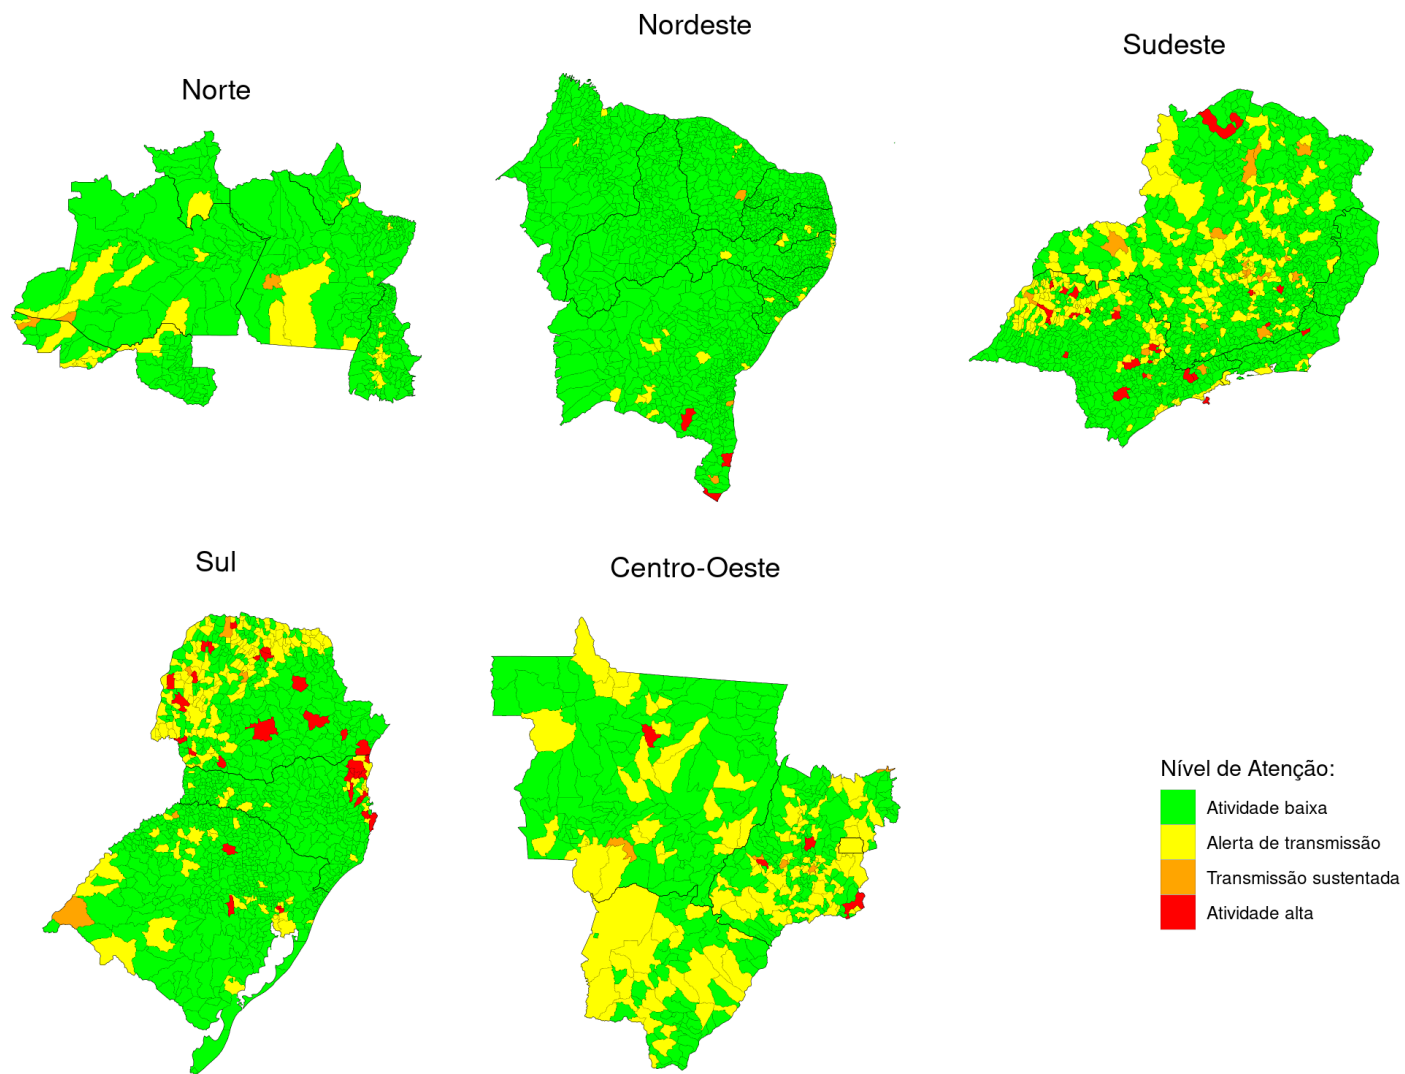 Norte
Nordeste
Sudeste
Sul
Centro-Oeste
Nível de Atenção:
Atividade baixa
Alerta de transmissão
Transmissão sustentada
Atividade alta